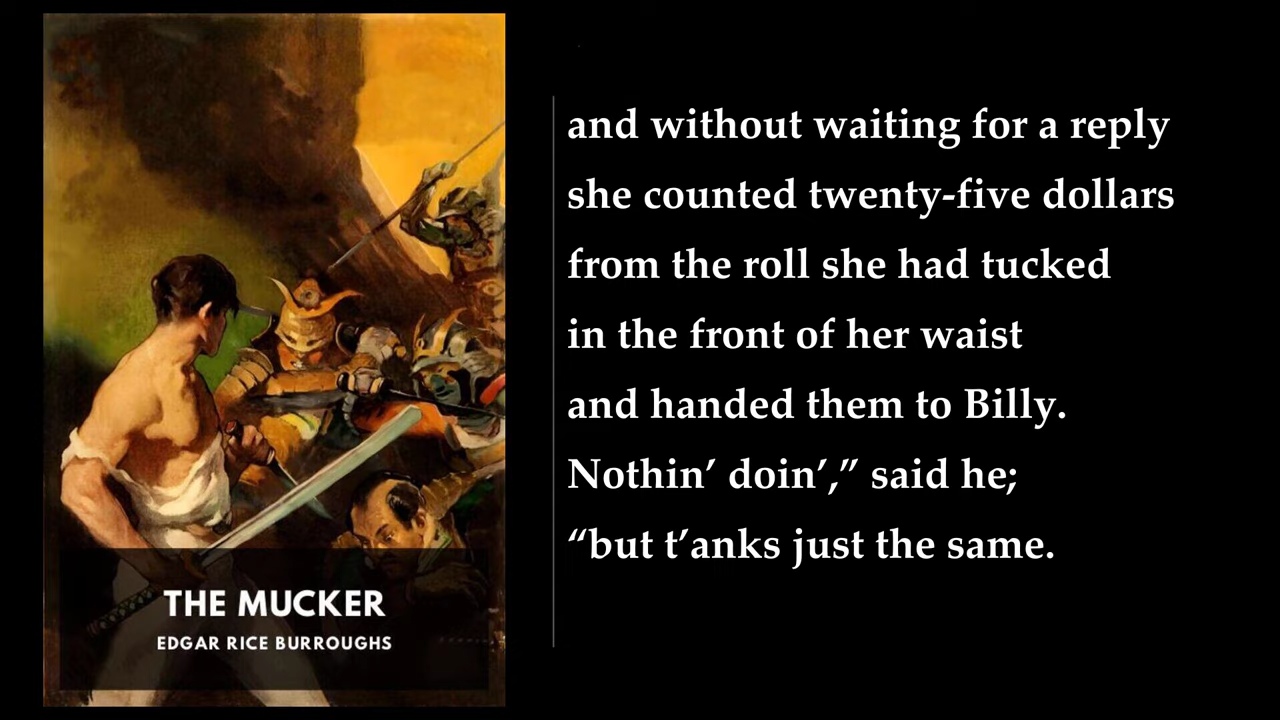 THE MUCKER
EDGAR RICE BURROUGHS
and without waiting for a reply
she counted twenty-five dollars
from the roll she had tucked
in the front of her waist
and handed them to Billy.
Nothin’ doin’,” said he;
“but t’anks just the same.